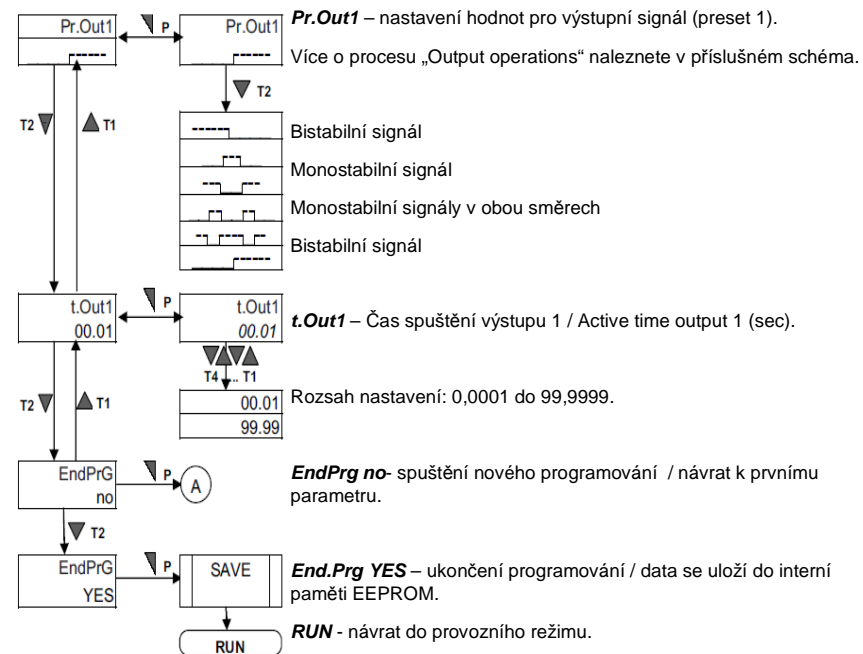 Pr.Out1
P
Pr.Out1
Pr.Out1 – nastavení hodnot pro výstupní signál (preset 1).
Více o procesu „Output operations“ naleznete v příslušném schéma.
T2
T2
T1
Bistabilní signál
Monostabilní signál
Monostabilní signály v obou směrech
Bistabilní signál
t.Out1
00.01
P
t.Out1
00.01
t.Out1 – Čas spuštění výstupu 1 / Active time output 1 (sec).
T4 .. T1
T2
T1
00.01
99.99
Rozsah nastavení: 0,0001 do 99,9999.
EndPrG
no
P
A
EndPrg no- spuštění nového programování / návrat k prvnímu
parametru.
T2
EndPrG
YES
P
SAVE
End.Prg YES – ukončení programování / data se uloží do interní
paměti EEPROM.
RUN
RUN - návrat do provozního režimu.